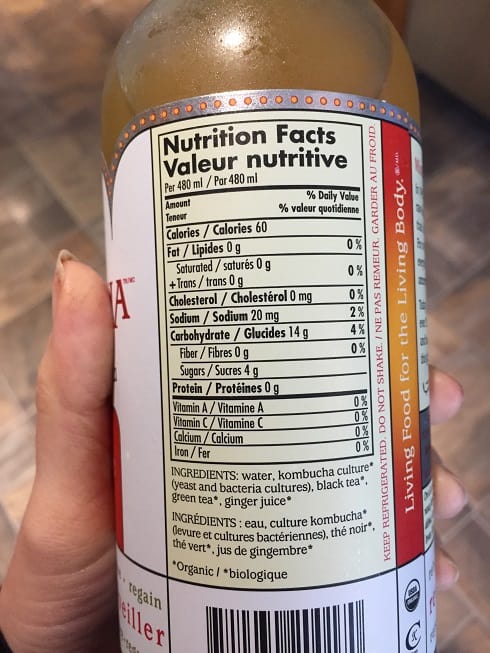 Nutrition Facts
Valeur nutritive
Per 480 ml / Par 480 ml
Amount % Daily Value
Teneur % valeur quotidienne
Calories / Calories 60
Fat / Lipides 0 g 0 %
Saturated / saturés 0 g
+ Trans / trans 0 g 0 %
Cholesterol / Cholestérol 0 mg 0 %
Sodium / Sodium 20 mg 2 %
Carbohydrate / Glucides 14 g 4 %
Fiber / Fibres 0 g 0 %
Sugars / Sucres 4 g
Protein / Protéines 0 g
Vitamin A / Vitamine A 0 %
Vitamin C / Vitamine C 0 %
Calcium / Calcium 0 %
Iron / Fer 0 %
INGREDIENTS: water, kombucha culture*
(yeast and bacteria cultures), black tea*,
green tea*, ginger juice*
INGRÉDIENTS : eau, culture kombucha*
(levure et cultures bactériennes), thé noir*,
thé vert*, jus de gingembre*
*Organic / *biologique
KEEP REFRIGERATED. DO NOT SHAKE. / NE PAS REMEUR. GARDER AU FROID.
Living Food for the Living Body.
A
regain
eiller